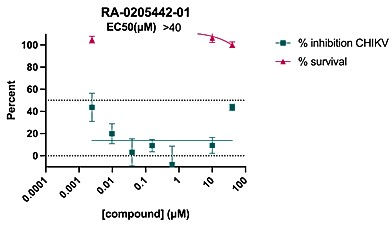 RA-0205442-01
EC50(μM) >40
% inhibition CHIKV
% survival
Percent
100
80
60
40
20
0
0.0001
0.001
0.01
0.1
1
10
100
[compound] (μM)